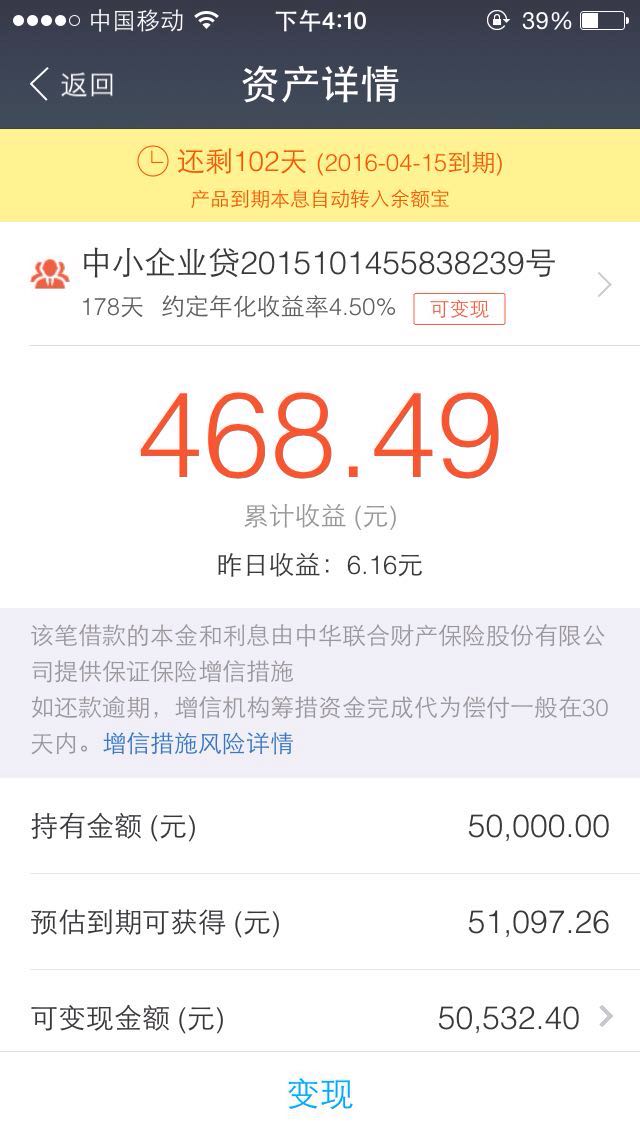 中国移动 下午4:10 39%
返回 资产详情
还剩102天 (2016-04-15到期)
产品到期本息自动转入余额宝
中小企业贷2015101455838239号
178天 约定年化收益率4.50% 可变现
468.49
累计收益 (元)
昨日收益：6.16元
该笔借款的本金和利息由中华联合财产保险股份有限公
司提供保证保险增信措施
如还款逾期，增信机构筹措资金完成代为偿付一般在30
天内。增信措施风险详情
持有金额 (元) 50,000.00
预估到期可获得 (元) 51,097.26
可变现金额 (元) 50,532.40
变现